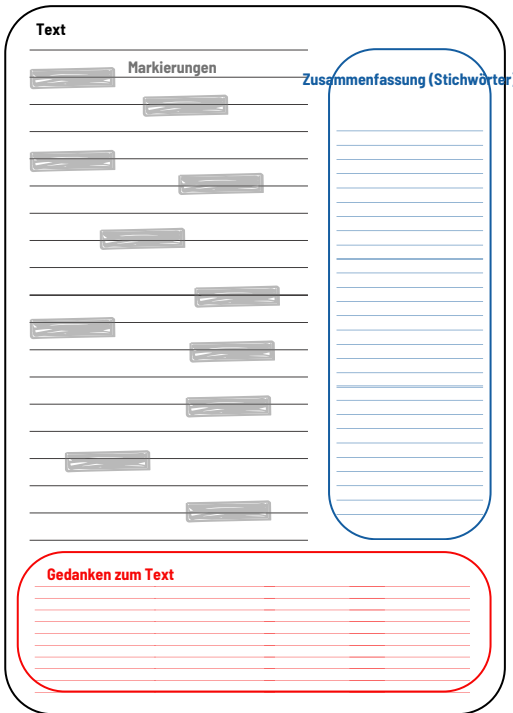 Text
Markierungen
Zusammenfassung (Stichwörter)
Gedanken zum Text